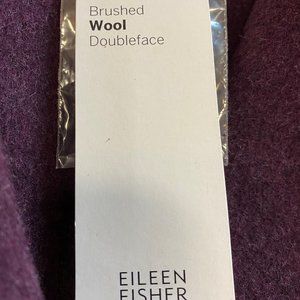 Brushed
Wool
Doubleface
EILEEN
FISHER